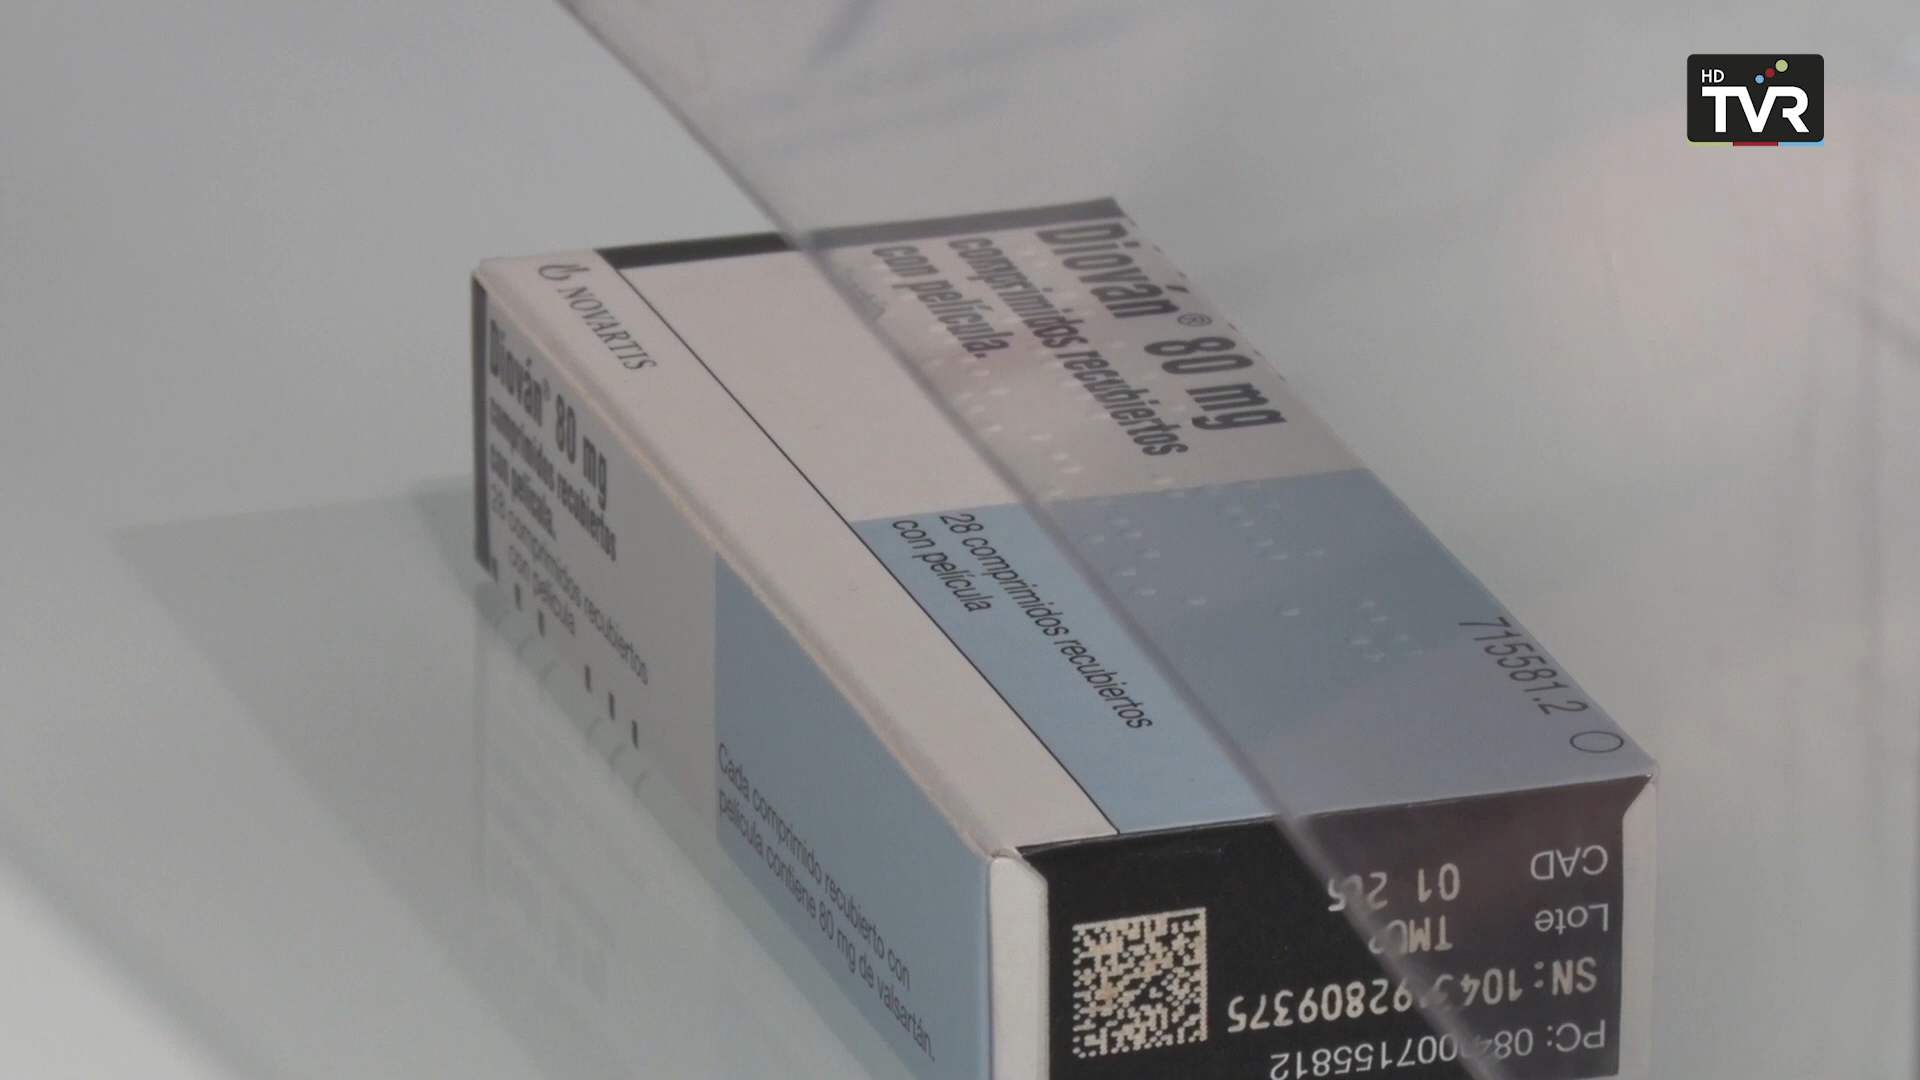 HD
TVR
NOVARTIS
Diován® 80 mg
comprimidos recubiertos
con película.
28 comprimidos recubiertos
con película
715581.2
Diován® 80 mg
comprimidos recubiertos
con película.
28 comprimidos recubiertos
con película
Cada comprimido recubierto con
película contiene 80 mg de valsartán.
PC:
SN:
Lote
CAD 01